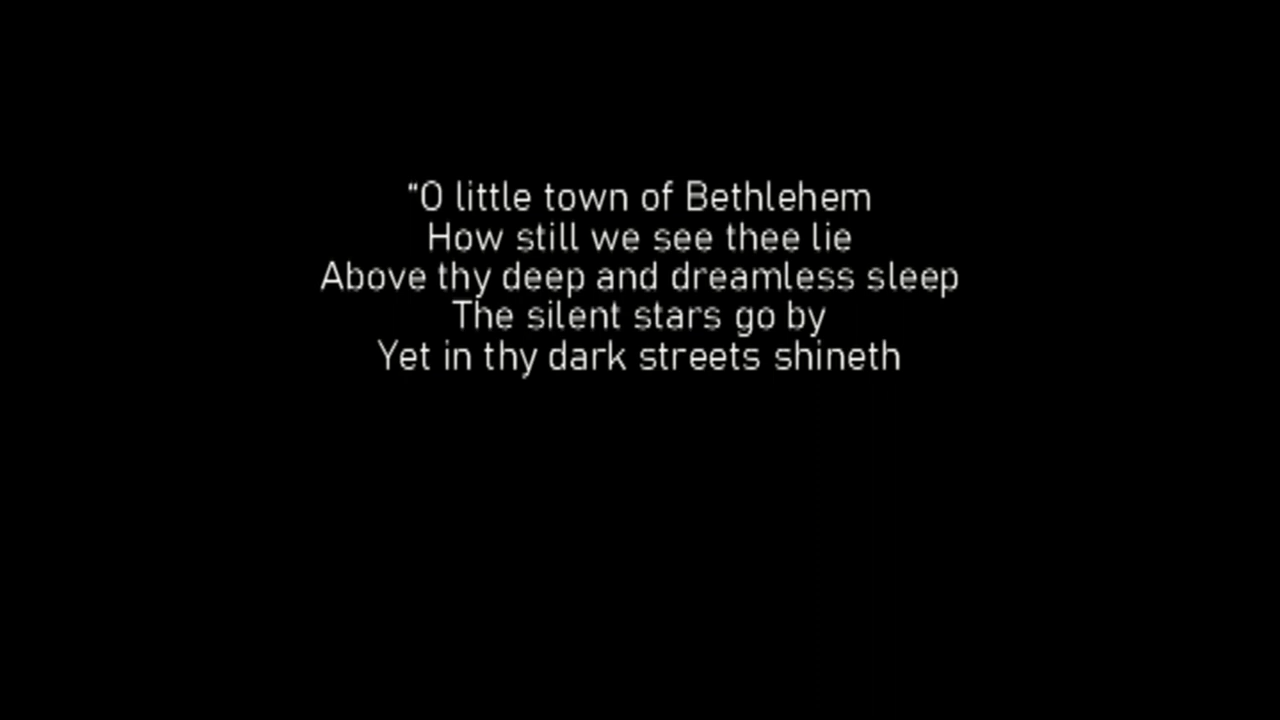 “O little town of Bethlehem
How still we see thee lie
Above thy deep and dreamless sleep
The silent stars go by
Yet in thy dark streets shineth